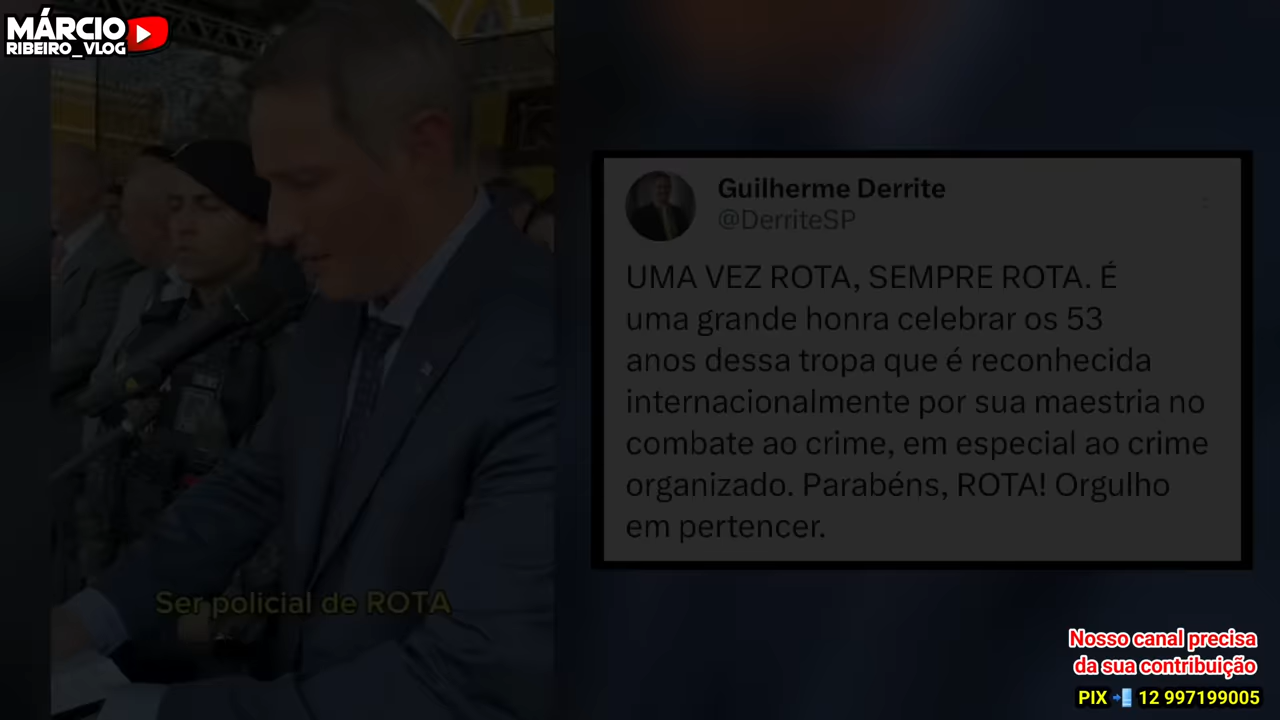 MÁRCIO
RIBEIRO_VLOG
Guilherme Derrite
@DerriteSP
UMA VEZ ROTA, SEMPRE ROTA. É
uma grande honra celebrar os 53
anos dessa tropa que é reconhecida
internacionalmente por sua maestria no
combate ao crime, em especial ao crime
organizado. Parabéns, ROTA! Orgulho
em pertencer.
Ser policial de ROTA
Nosso canal precisa
da sua contribuição
PIX 12 997199005